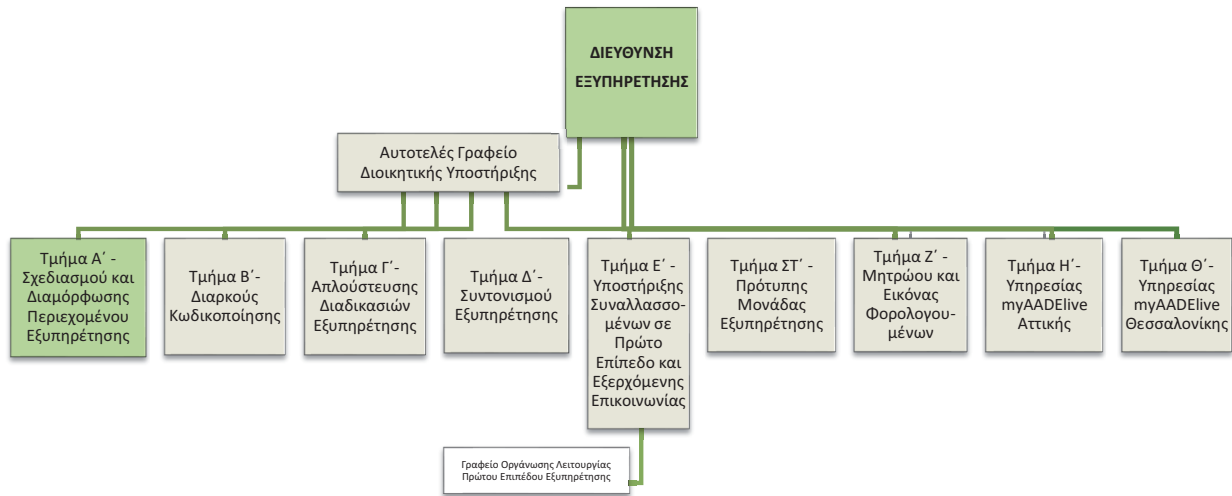 ΔΙΕΥΘΥΝΣΗ
ΕΞΥΠΗΡΕΤΗΣΗΣ
Αυτοτελές Γραφείο
Διοικητικής Υποστήριξης
Τμήμα Α΄ -
Σχεδιασμού και
Διαμόρφωσης
Περιεχομένου
Εξυπηρέτησης
Τμήμα Β΄-
Διαρκούς
Κωδικοποίησης
Τμήμα Γ΄-
Απλούστευσης
Διαδικασιών
Εξυπηρέτησης
Τμήμα Δ΄-
Συντονισμού
Εξυπηρέτησης
Τμήμα Ε΄ -
Υποστήριξης
Συναλλασσο-
μένων σε
Πρώτο
Επίπεδο και
Εξερχόμενης
Επικοινωνίας
Τμήμα ΣΤ΄ -
Πρότυπης
Μονάδας
Εξυπηρέτησης
Τμήμα Ζ΄ -
Μητρώου και
Εικόνας
Φορολογου-
μένων
Τμήμα Η΄-
Υπηρεσίας
myAADElive
Αττικής
Τμήμα Θ΄-
Υπηρεσίας
myAADElive
Θεσσαλονίκης
Γραφείο Οργάνωσης Λειτουργίας
Πρώτου Επιπέδου Εξυπηρέτησης